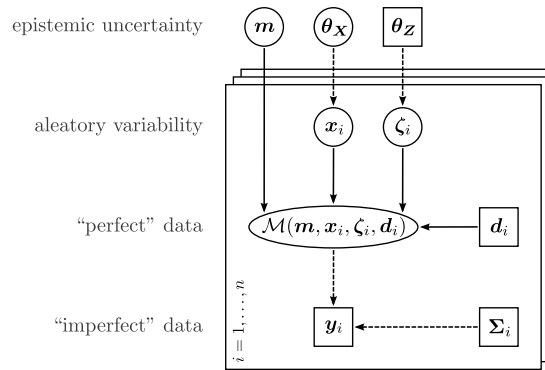 epistemic uncertainty m θ_X θ_Z
aleatory variability x_i ζ_i
“perfect” data ℳ(m, x_i, ζ_i, d_i) d_i
“imperfect” data y_i Σ_i
i = 1, . . . , n